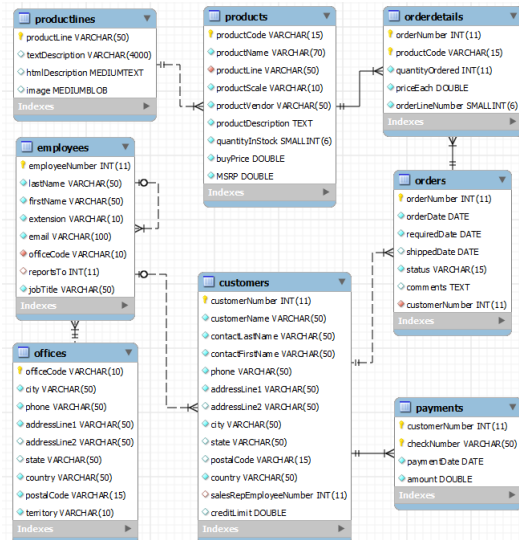 productlines
productLine VARCHAR(50)
textDescription VARCHAR(4000)
htmlDescription MEDIUMTEXT
image MEDIUMBLOB
Indexes
products
productCode VARCHAR(15)
productName VARCHAR(70)
productLine VARCHAR(50)
productScale VARCHAR(10)
productVendor VARCHAR(50)
productDescription TEXT
quantityInStock SMALLINT(6)
buyPrice DOUBLE
MSRP DOUBLE
Indexes
orderdetails
orderNumber INT(11)
productCode VARCHAR(15)
quantityOrdered INT(11)
priceEach DOUBLE
orderLineNumber SMALLINT(6)
Indexes
employees
employeeNumber INT(11)
lastName VARCHAR(50)
firstName VARCHAR(50)
extension VARCHAR(10)
email VARCHAR(100)
officeCode VARCHAR(10)
reportsTo INT(11)
jobTitle VARCHAR(50)
Indexes
orders
orderNumber INT(11)
orderDate DATE
requiredDate DATE
shippedDate DATE
status VARCHAR(15)
comments TEXT
customerNumber INT(11)
Indexes
customers
customerNumber INT(11)
customerName VARCHAR(50)
contactLastName VARCHAR(50)
contactFirstName VARCHAR(50)
phone VARCHAR(50)
addressLine1 VARCHAR(50)
addressLine2 VARCHAR(50)
city VARCHAR(50)
state VARCHAR(50)
postalCode VARCHAR(15)
country VARCHAR(50)
salesRepEmployeeNumber INT(11)
creditLimit DOUBLE
Indexes
offices
officeCode VARCHAR(10)
city VARCHAR(50)
phone VARCHAR(50)
addressLine1 VARCHAR(50)
addressLine2 VARCHAR(50)
state VARCHAR(50)
country VARCHAR(50)
postalCode VARCHAR(15)
territory VARCHAR(10)
Indexes
payments
customerNumber INT(11)
checkNumber VARCHAR(50)
paymentDate DATE
amount DOUBLE
Indexes